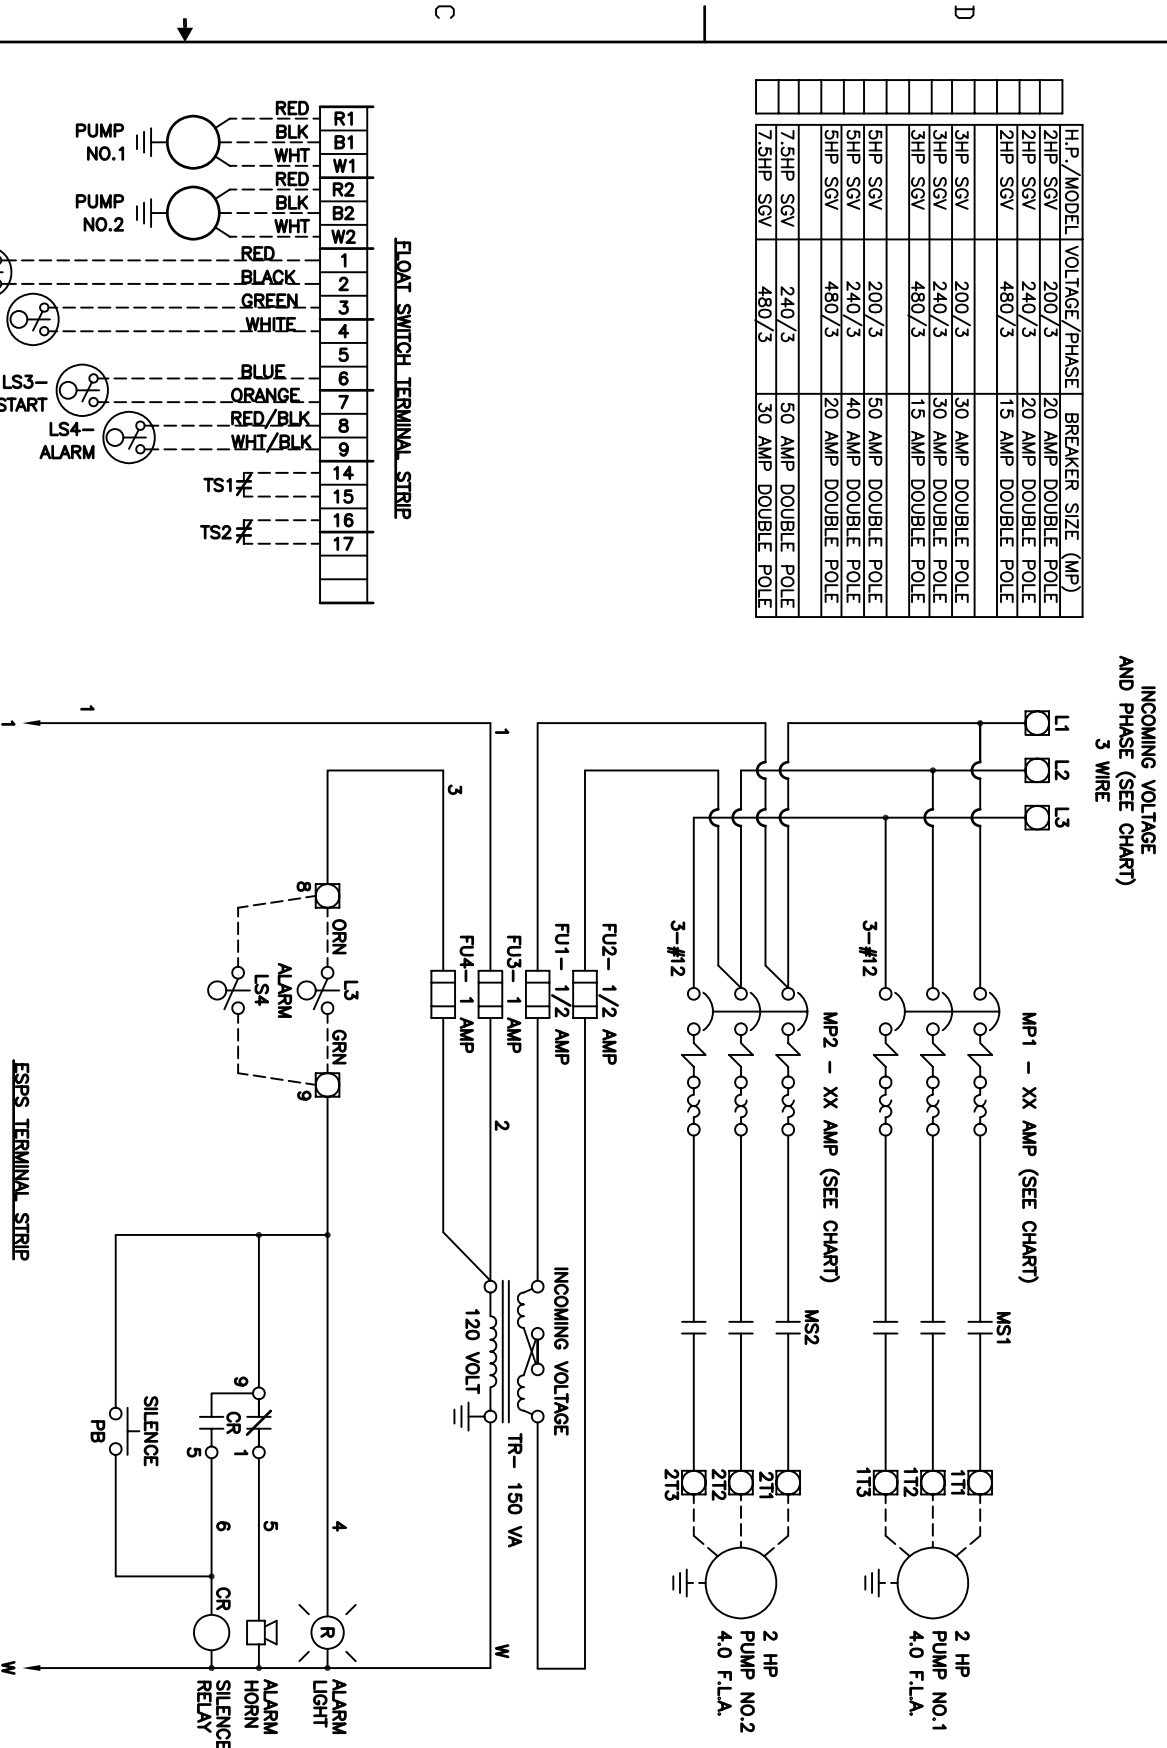 C
D
H.P./MODEL VOLTAGE/PHASE BREAKER SIZE (MP)
2HP SGV 200/3 20 AMP DOUBLE POLE
2HP SGV 240/3 20 AMP DOUBLE POLE
2HP SGV 480/3 15 AMP DOUBLE POLE
3HP SGV 200/3 30 AMP DOUBLE POLE
3HP SGV 240/3 30 AMP DOUBLE POLE
3HP SGV 480/3 15 AMP DOUBLE POLE
5HP SGV 200/3 50 AMP DOUBLE POLE
5HP SGV 240/3 40 AMP DOUBLE POLE
5HP SGV 480/3 20 AMP DOUBLE POLE
7.5HP SGV 240/3 50 AMP DOUBLE POLE
7.5HP SGV 480/3 30 AMP DOUBLE POLE
FLOAT SWITCH TERMINAL STRIP
RED R1
BLK B1
WHT W1
RED R2
BLK B2
WHT W2
RED 1
BLACK 2
GREEN 3
WHITE 4
5
BLUE 6
ORANGE 7
RED/BLK 8
WHT/BLK 9
14
15
16
17
PUMP
NO.1
PUMP
NO.2
LS3-
START
LS4-
ALARM
TS1
TS2
INCOMING VOLTAGE
AND PHASE (SEE CHART)
3 WIRE
L1
L2
L3
MP1 - XX AMP (SEE CHART)
3-#12
MS1
1T1
1T2
1T3
2 HP
PUMP NO.1
4.0 F.L.A.
MP2 - XX AMP (SEE CHART)
3-#12
MS2
2T1
2T2
2T3
2 HP
PUMP NO.2
4.0 F.L.A.
FU2- 1/2 AMP
FU1- 1/2 AMP
FU3- 1 AMP
FU4- 1 AMP
INCOMING VOLTAGE
TR- 150 VA
120 VOLT
1
2
W
3
8
ORN
L3
GRN
9
ALARM
LS4
4
R
ALARM
LIGHT
9
CR
1
5
5
ALARM
HORN
6
CR
SILENCE
RELAY
SILENCE
PB
1
1
W
ESPS TERMINAL STRIP